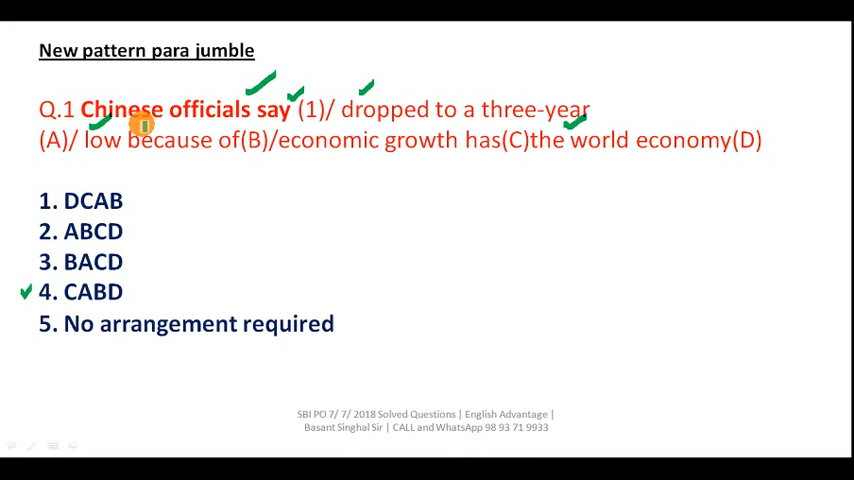 New pattern para jumble
Q.1 Chinese officials say (1)/ dropped to a three-year
(A)/ low because of(B)/economic growth has(C)the world economy(D)
1. DCAB
2. ABCD
3. BACD
4. CABD
5. No arrangement required
SBI PO 7/ 7/ 2018 Solved Questions | English Advantage |
Basant Singhal Sir | CALL and WhatsApp 98 93 71 9933